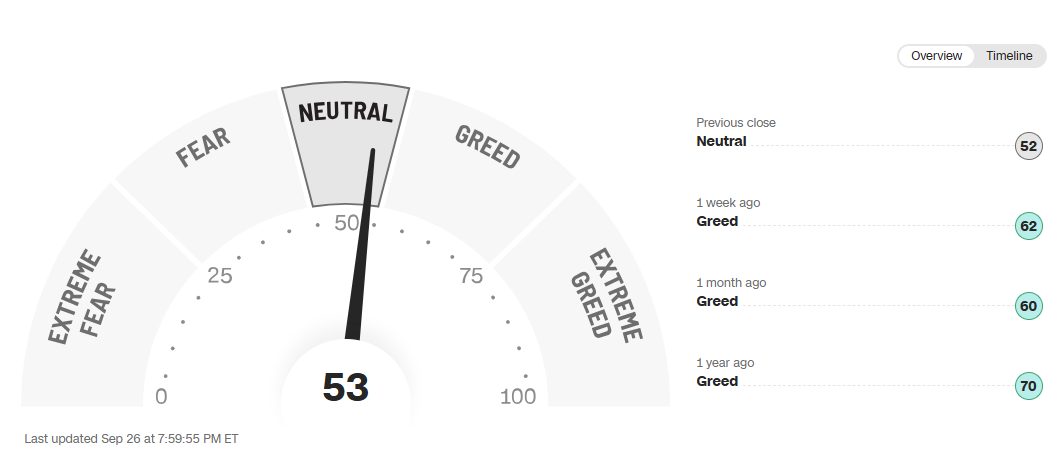 Overview
Timeline
EXTREME
FEAR
FEAR
NEUTRAL
GREED
EXTREME
GREED
0
25
50
75
100
53
Last updated Sep 26 at 7:59:55 PM ET
Previous close
Neutral 52
1 week ago
Greed 62
1 month ago
Greed 60
1 year ago
Greed 70